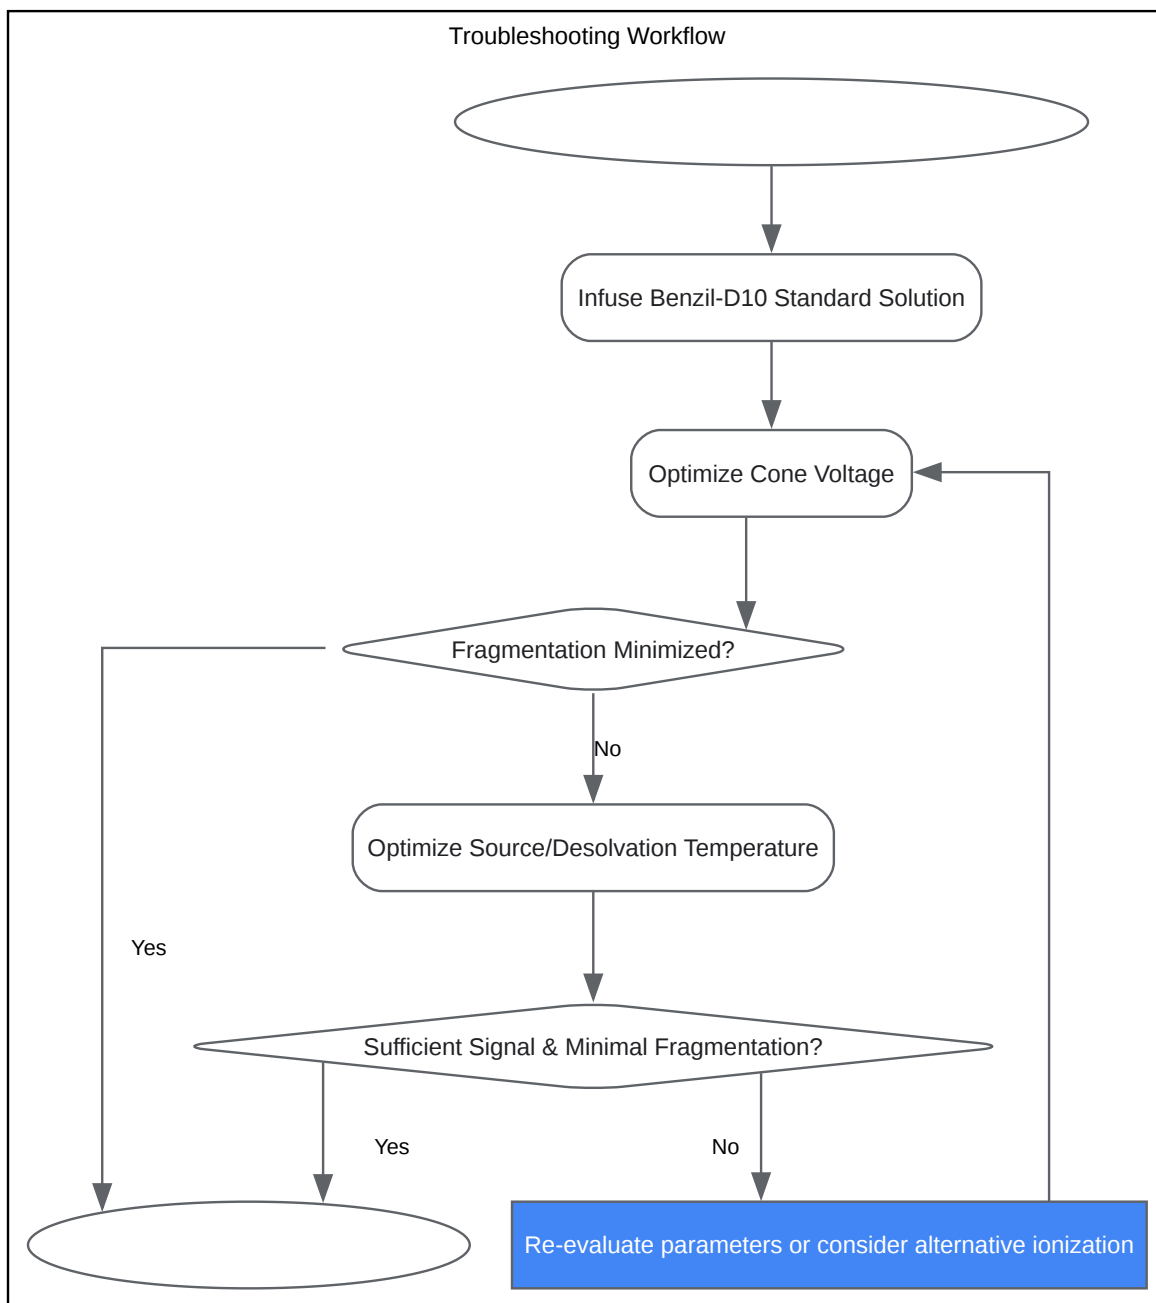 Troubleshooting Workflow
Infuse Benzil-D10 Standard Solution
Optimize Cone Voltage
Fragmentation Minimized?
No
Optimize Source/Desolvation Temperature
Yes
Sufficient Signal & Minimal Fragmentation?
Yes
No
Re-evaluate parameters or consider alternative ionization